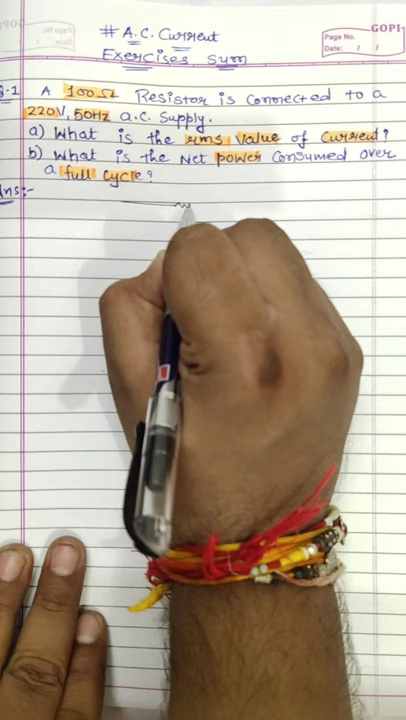 # A.C. Current
Exercises sum
GOPI
Page No.
Date: / /
Q-1 A 100Ω Resistor is connected to a
220V, 50Hz a.c. Supply.
a) What is the rms Value of Current?
b) What is the Net power Consumed over
a full cycle?
Ans:-